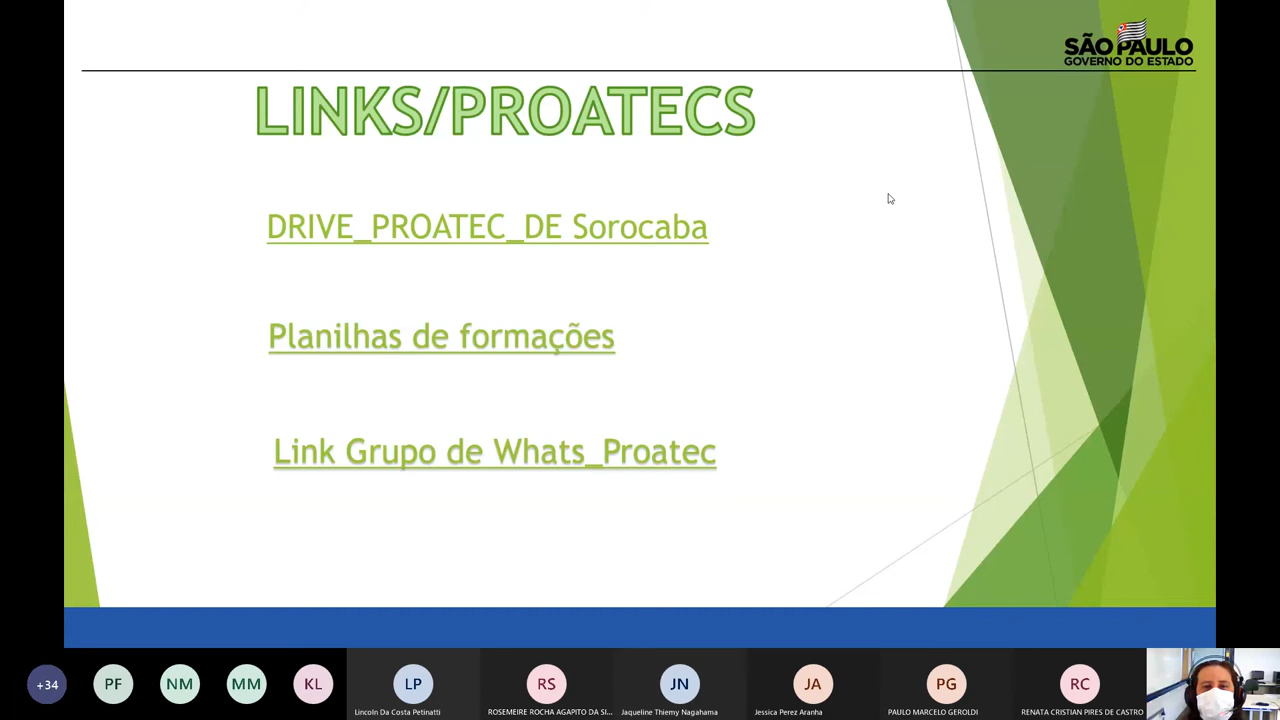 SÃO PAULO
GOVERNO DO ESTADO
LINKS/PROATECS
DRIVE_PROATEC_DE Sorocaba
Planilhas de formações
Link Grupo de Whats_Proatec
+34
PF
NM
MM
KL
LP
RS
JN
JA
PG
RC
Lincoln Da Costa Petinatti
ROSEMEIRE ROCHA AGAPITO DA SI...
Jaqueline Thiemy Nagahama
Jessica Perez Aranha
PAULO MARCELO GEROLDI
RENATA CRISTIAN PIRES DE CASTRO